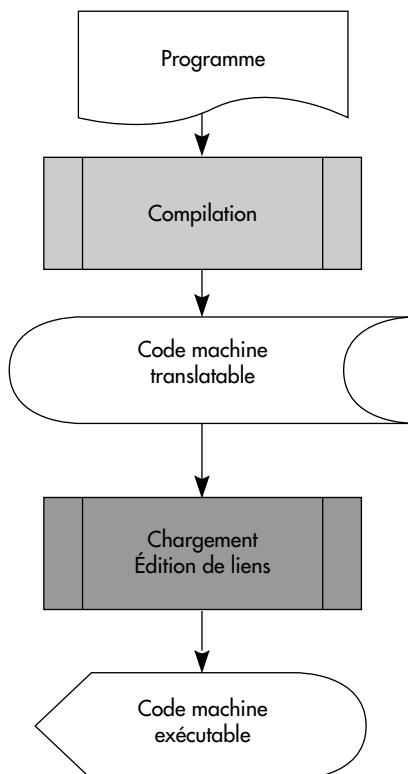 Programme
Compilation
Code machine
translatable
Chargement
Édition de liens
Code machine
exécutable